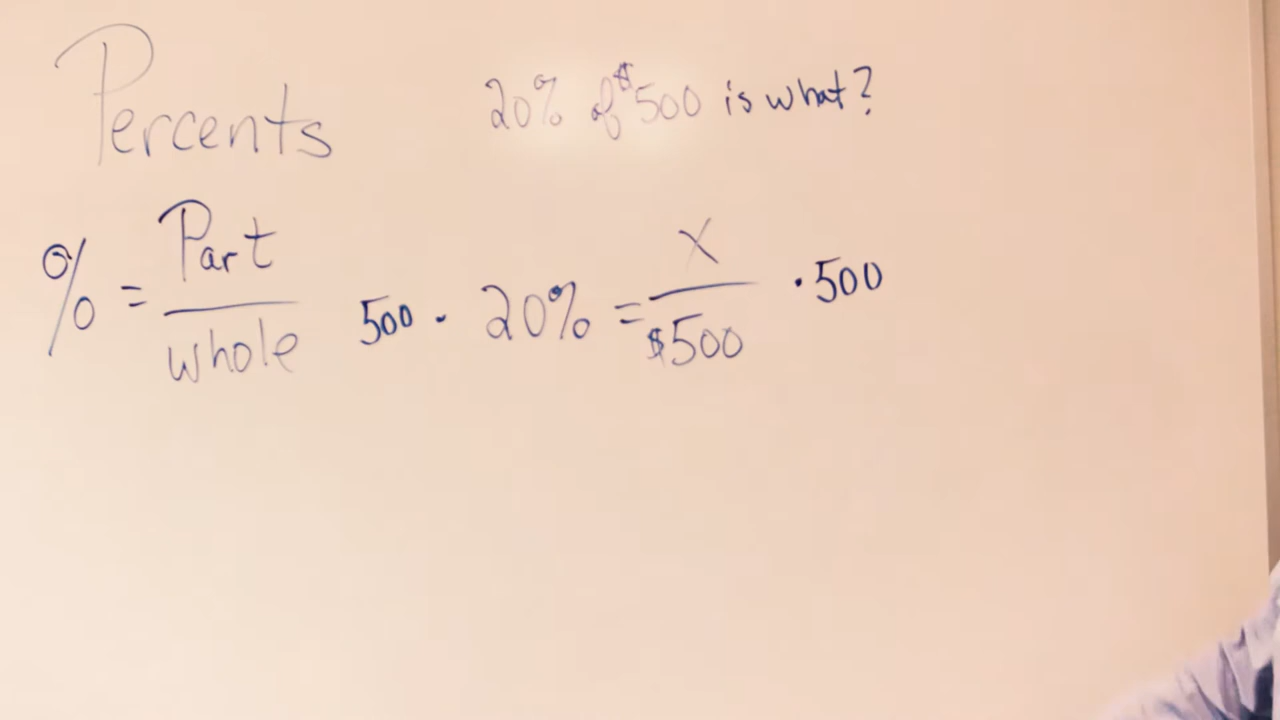 Percents
20% of $500 is what?
% = Part / whole
500 · 20% = X / $500 · 500